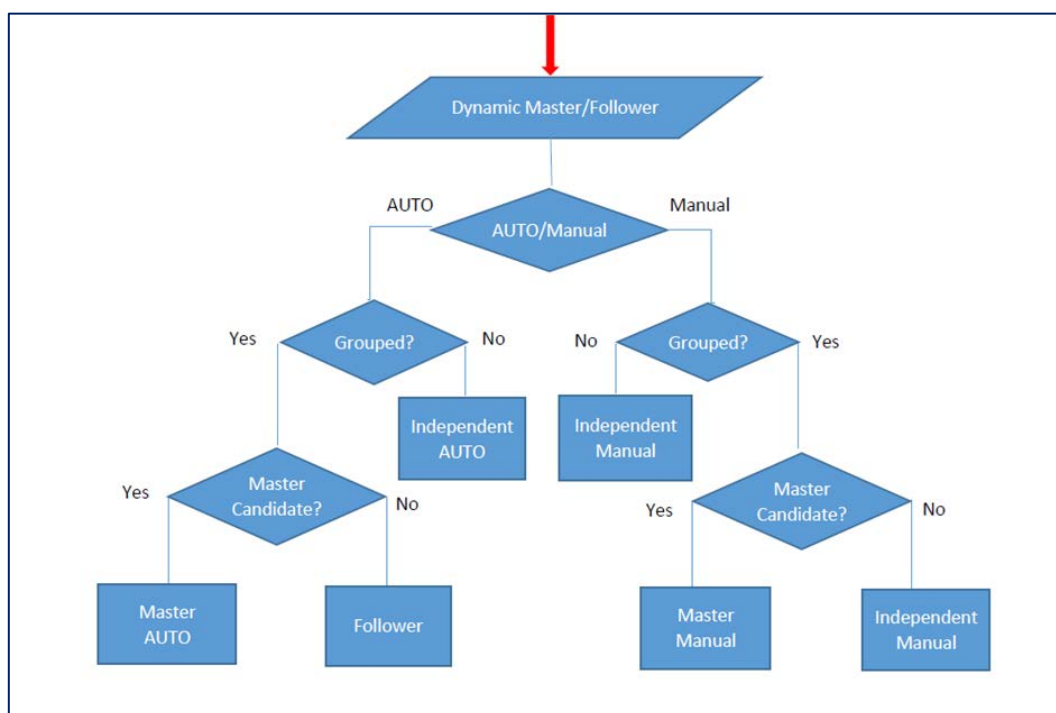 Dynamic Master/Follower
AUTO
Manual
AUTO/Manual
Yes
Grouped?
No
No
Grouped?
Yes
Independent
AUTO
Independent
Manual
Yes
Master
Candidate?
No
Yes
Master
Candidate?
No
Master
AUTO
Follower
Master
Manual
Independent
Manual